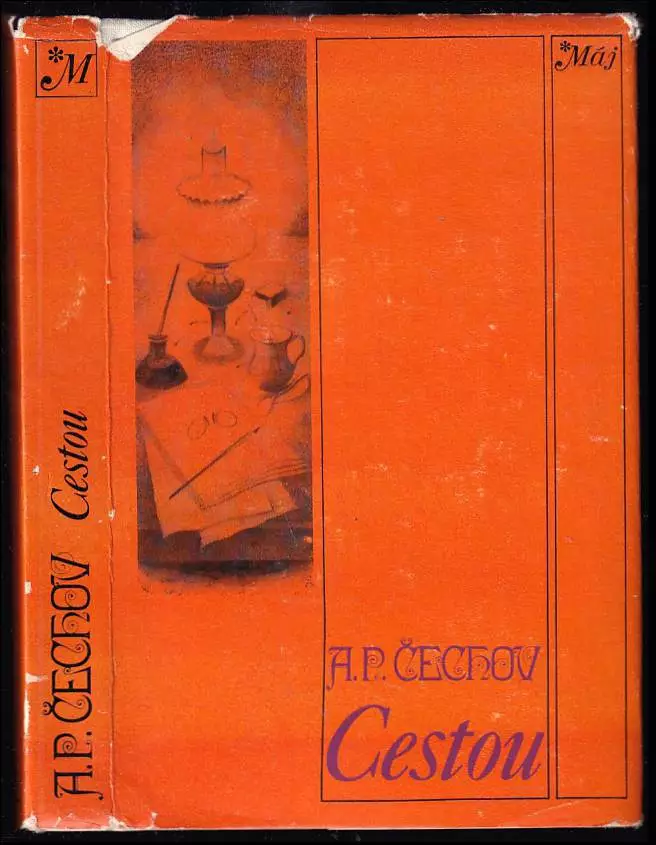 *M
A.P. ČECHOV Cestou
*Máj
A.P. ČECHOV
Cestou